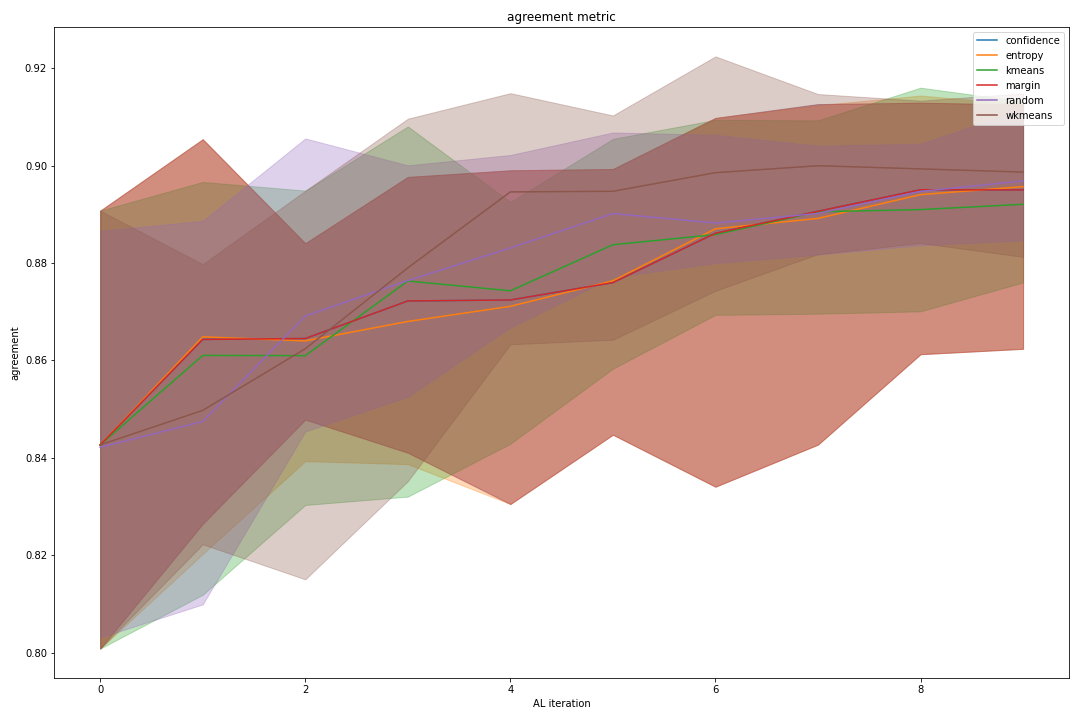 agreement metric
confidence
entropy
kmeans
margin
random
wkmeans
0.92
0.90
0.88
0.86
0.84
0.82
0.80
agreement
0 2 4 6 8
AL iteration